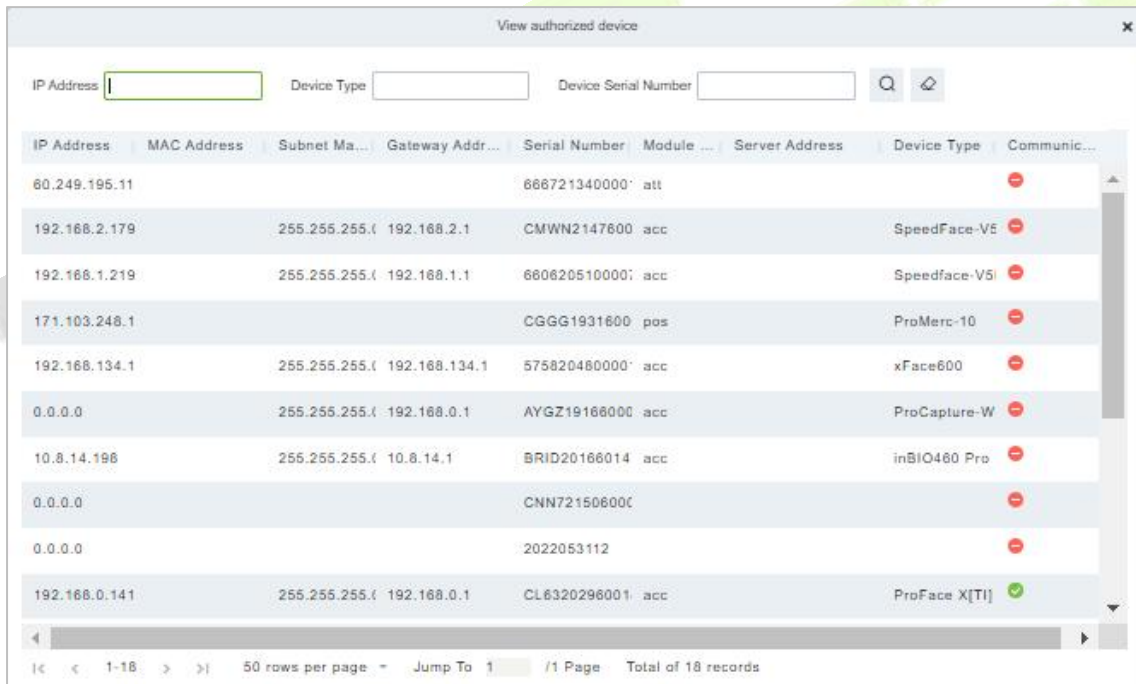 View authorized device
IP Address Device Type Device Serial Number
IP Address MAC Address Subnet Ma... Gateway Addr... Serial Number Module ... Server Address Device Type Communic...
60.249.195.11 666721340000 att
192.168.2.179 255.255.255. 192.168.2.1 CMWN2147600 acc SpeedFace-V5
192.168.1.219 255.255.255. 192.168.1.1 660620510000 acc Speedface-V5
171.103.248.1 CGGG1931600 pos ProMerc-10
192.168.134.1 255.255.255. 192.168.134.1 575820480000 acc xFace600
0.0.0.0 255.255.255. 192.168.0.1 AYGZ19166000 acc ProCapture-W
10.8.14.198 255.255.255. 10.8.14.1 BRID20166014 acc inBIO460 Pro
0.0.0.0 CNN72150600
0.0.0.0 2022053112
192.168.0.141 255.255.255. 192.168.0.1 CL6320296001 acc ProFace X[TI]
1-18 50 rows per page Jump To 1 /1 Page Total of 18 records